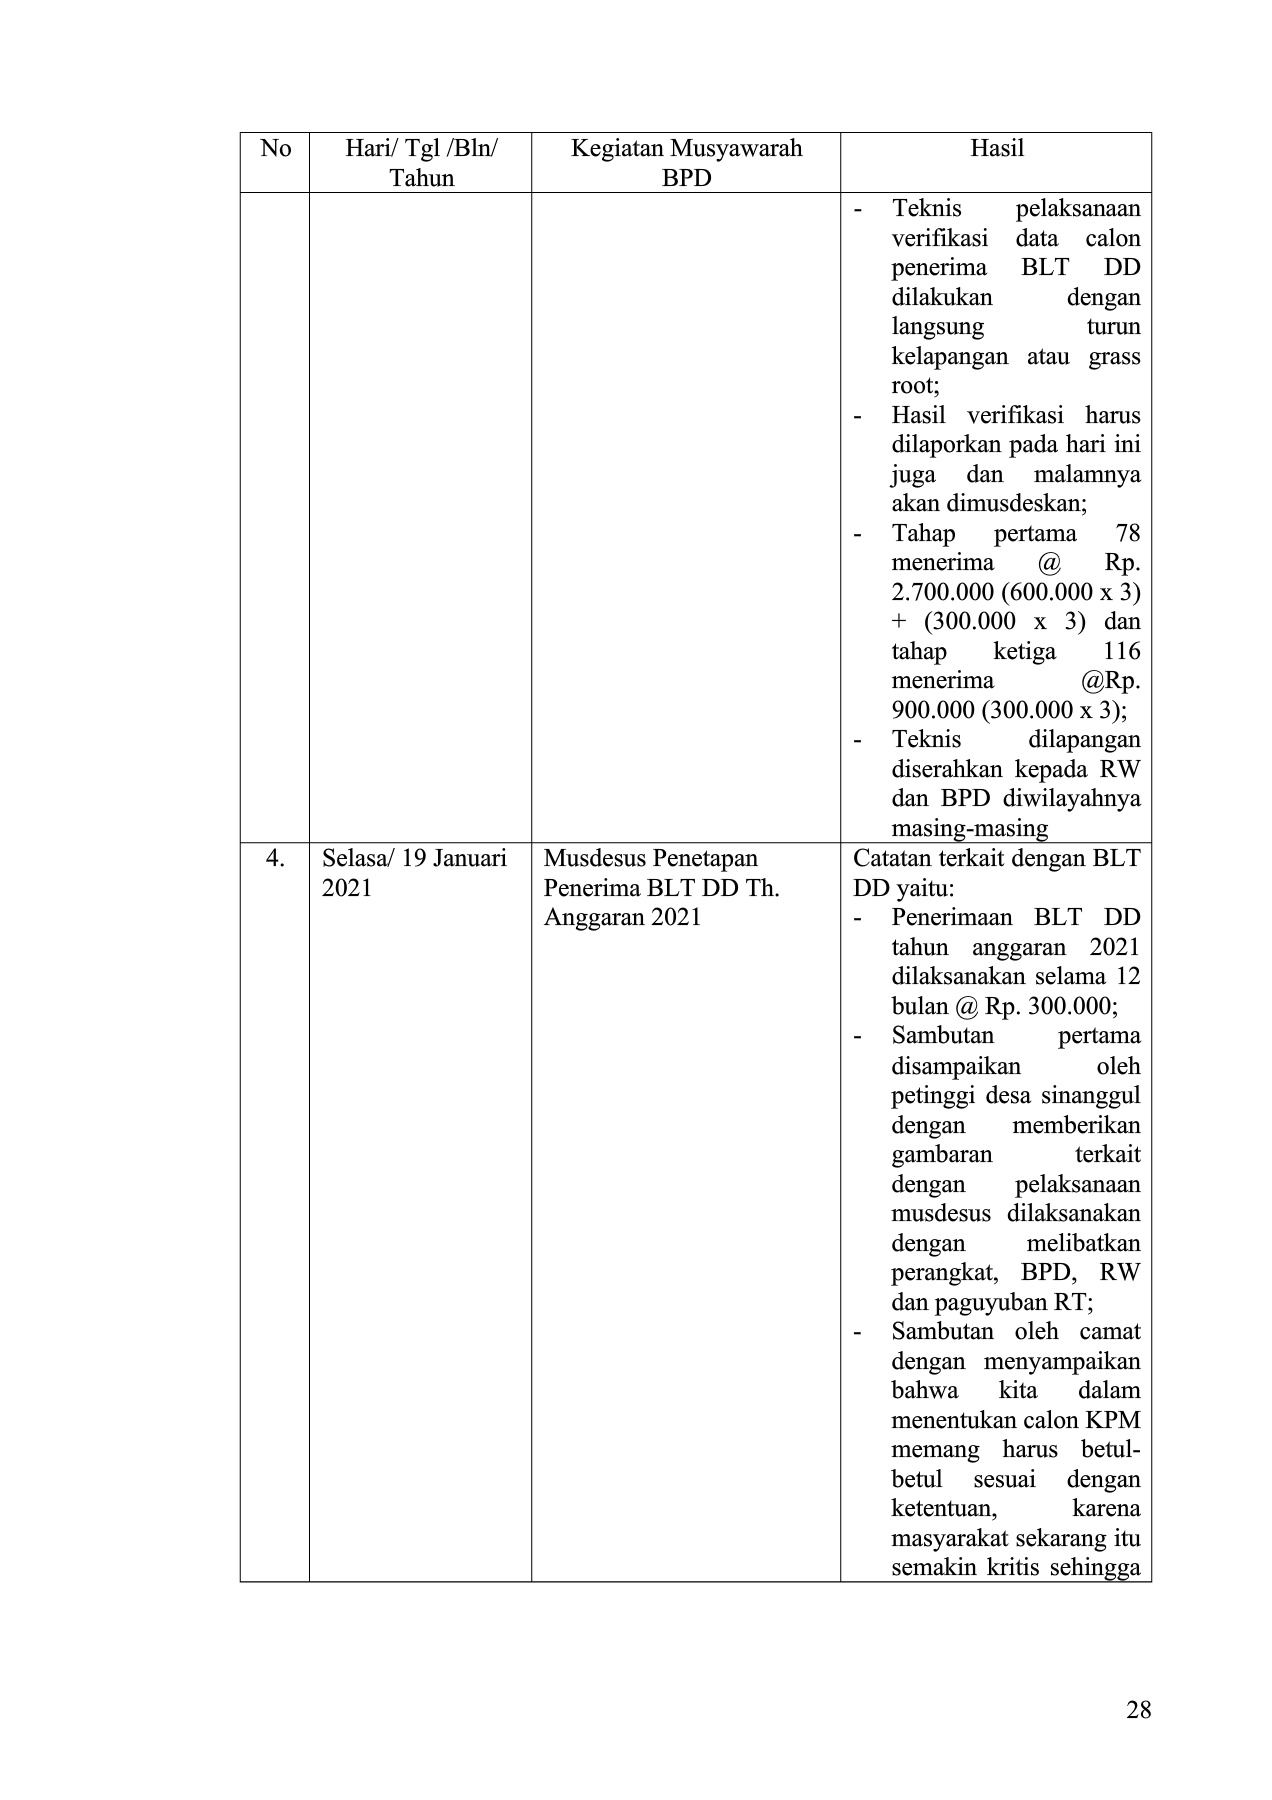 No
Hari/ Tgl /Bln/
Tahun
Kegiatan Musyawarah
BPD
Hasil
- Teknis pelaksanaan
verifikasi data calon
penerima BLT DD
dilakukan dengan
langsung turun
kelapangan atau grass
root;
- Hasil verifikasi harus
dilaporkan pada hari ini
juga dan malamnya
akan dimusdeskan;
- Tahap pertama 78
menerima @ Rp.
2.700.000 (600.000 x 3)
+ (300.000 x 3) dan
tahap ketiga 116
menerima @Rp.
900.000 (300.000 x 3);
- Teknis dilapangan
diserahkan kepada RW
dan BPD diwilayahnya
masing-masing
4.
Selasa/ 19 Januari
2021
Musdesus Penetapan
Penerima BLT DD Th.
Anggaran 2021
Catatan terkait dengan BLT
DD yaitu:
- Penerimaan BLT DD
tahun anggaran 2021
dilaksanakan selama 12
bulan @ Rp. 300.000;
- Sambutan pertama
disampaikan oleh
petinggi desa sinanggul
dengan memberikan
gambaran terkait
dengan pelaksanaan
musdesus dilaksanakan
dengan melibatkan
perangkat, BPD, RW
dan paguyuban RT;
- Sambutan oleh camat
dengan menyampaikan
bahwa kita dalam
menentukan calon KPM
memang harus betul-
betul sesuai dengan
ketentuan, karena
masyarakat sekarang itu
semakin kritis sehingga
28